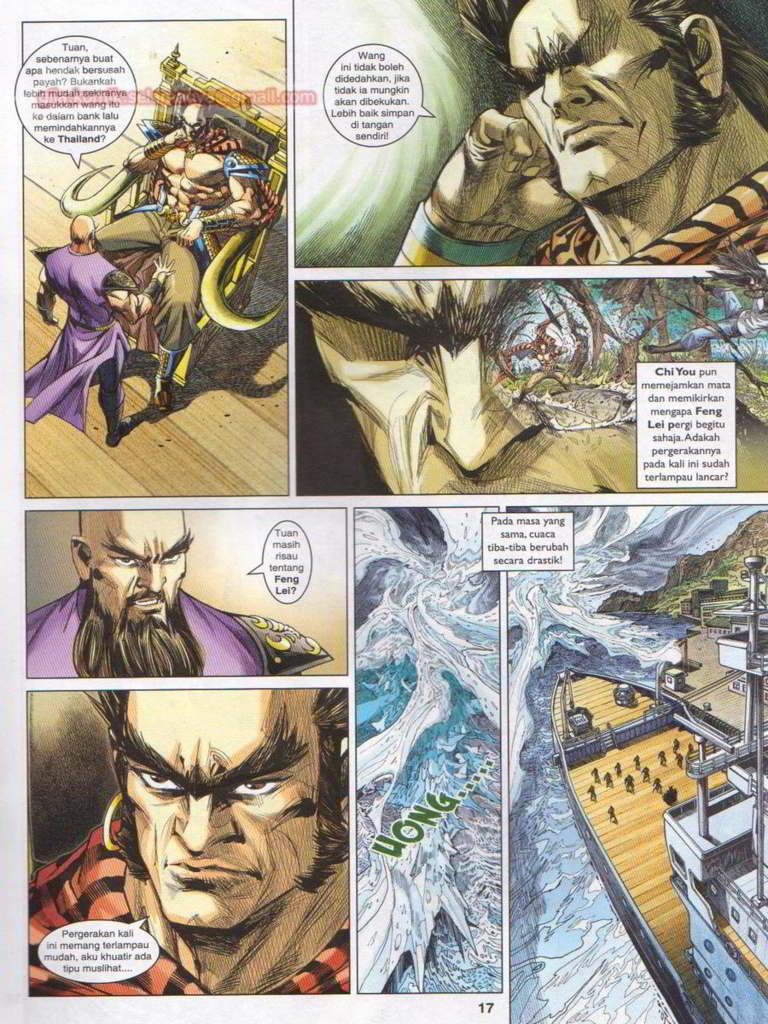 Tuan,
sebenarnya buat
apa hendak bersusah
payah? Bukankah
lebih mudah sekiranya
masukkan wang itu
ke dalam bank lalu
memindahkannya
ke Thailand?
Wang
ini tidak boleh
didedahkan, jika
tidak ia mungkin
akan dibekukan.
Lebih baik simpan
di tangan
sendiri!
Chi You pun
memejamkan mata
dan memikirkan
mengapa Feng
Lei pergi begitu
sahaja. Adakah
pergerakannya
pada kali ini sudah
terlampau lancar?
Tuan
masih
risau
tentang
Feng
Lei?
Pada masa yang
sama, cuaca
tiba-tiba berubah
secara drastik!
UONG......
Pergerakan kali
ini memang terlampau
mudah, aku khuatir ada
tipu muslihat....
17